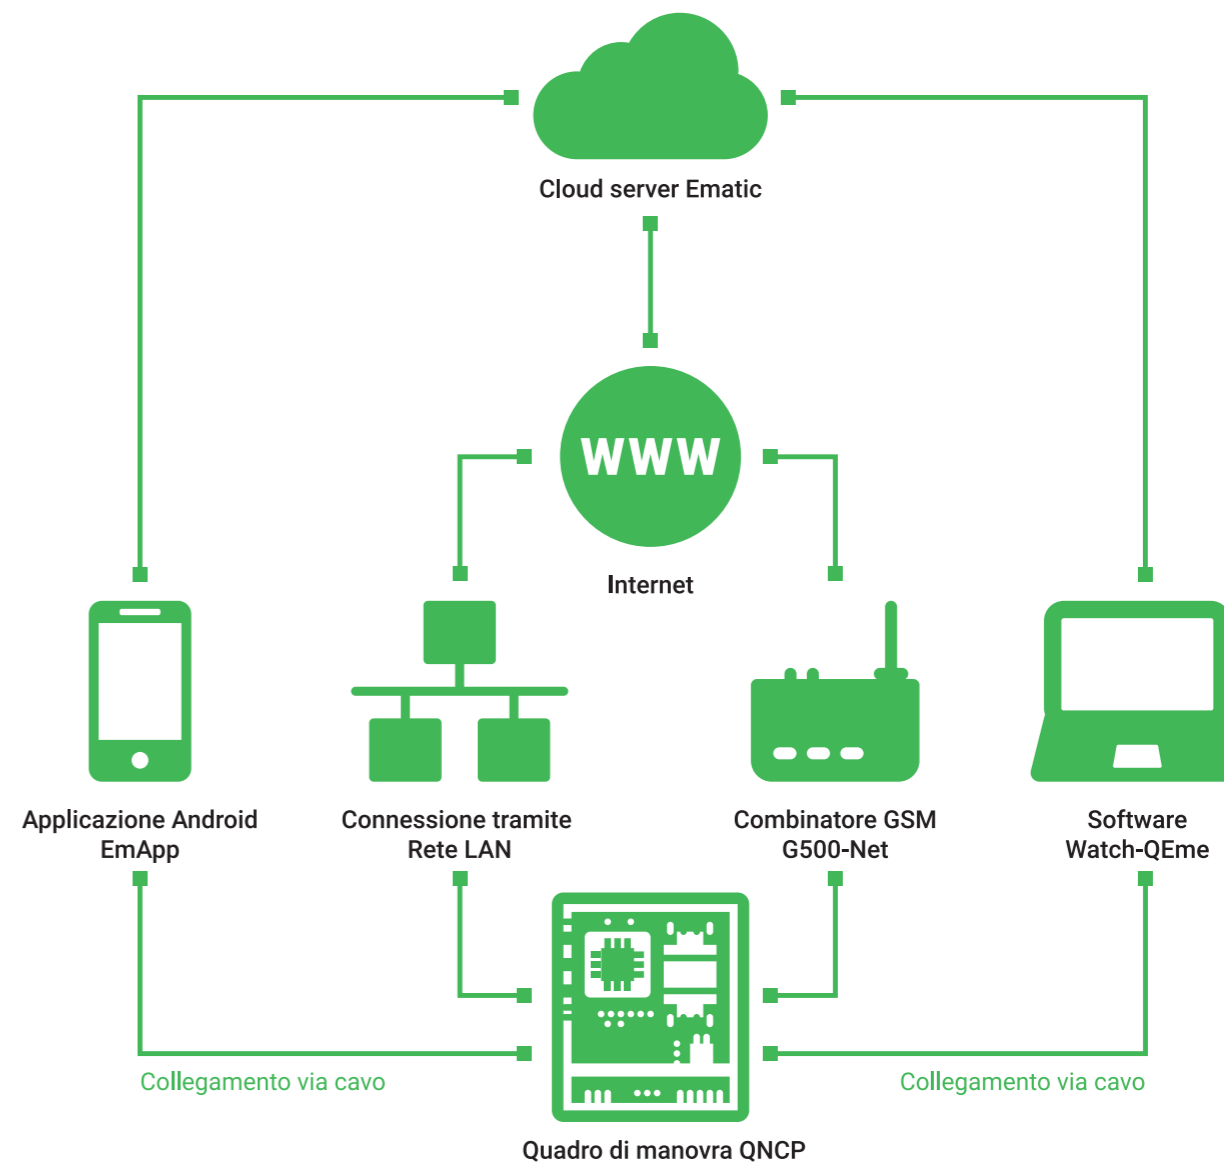 Cloud server Ematic
WWW
Internet
Applicazione Android
EmApp
Connessione tramite
Rete LAN
Combinatore GSM
G500-Net
Software
Watch-QEme
Collegamento via cavo
Collegamento via cavo
Quadro di manovra QNCP